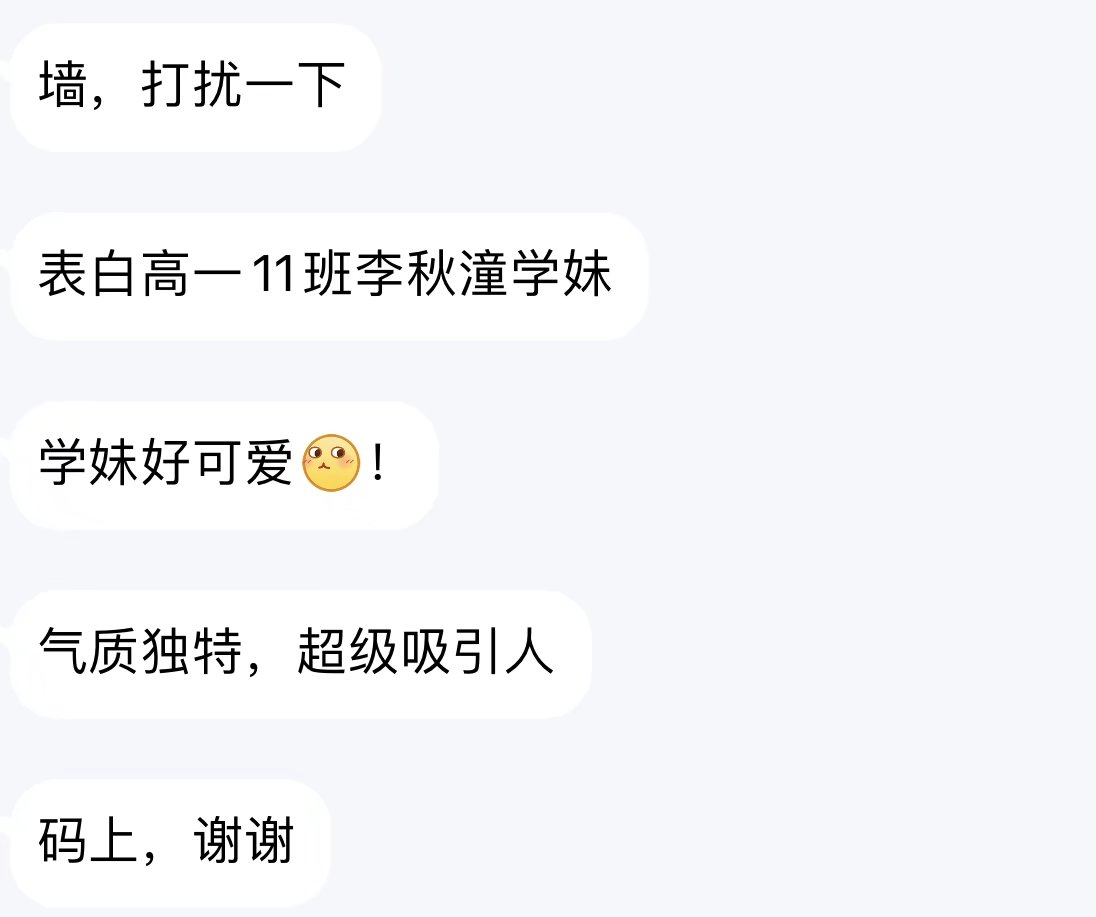 墙，打扰一下
表白高一11班李秋潼学妹
学妹好可爱！
气质独特，超级吸引人
码上，谢谢